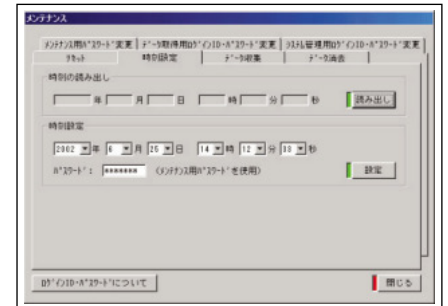 メンテナンス
メンテナンス用パスワード変更 データ取得用ログインID・パスワード変更 システム管理用ログインID・パスワード変更
リセット 時刻設定 データ収集 データ消去
時刻の読み出し
年 月 日 時 分 秒 読み出し
時刻設定
2002 年 6 月 25 日 14 時 12 分 33 秒
パスワード: ******* (メンテナンス用パスワードを使用) 設定
ログインID・パスワードについて 閉じる